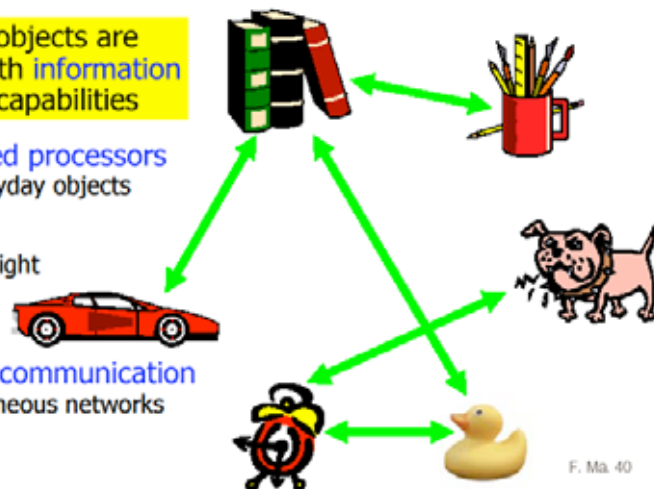 objects are
th information
capabilities
ed processors
yday objects
ight
communication
neous networks
F. Ma. 40